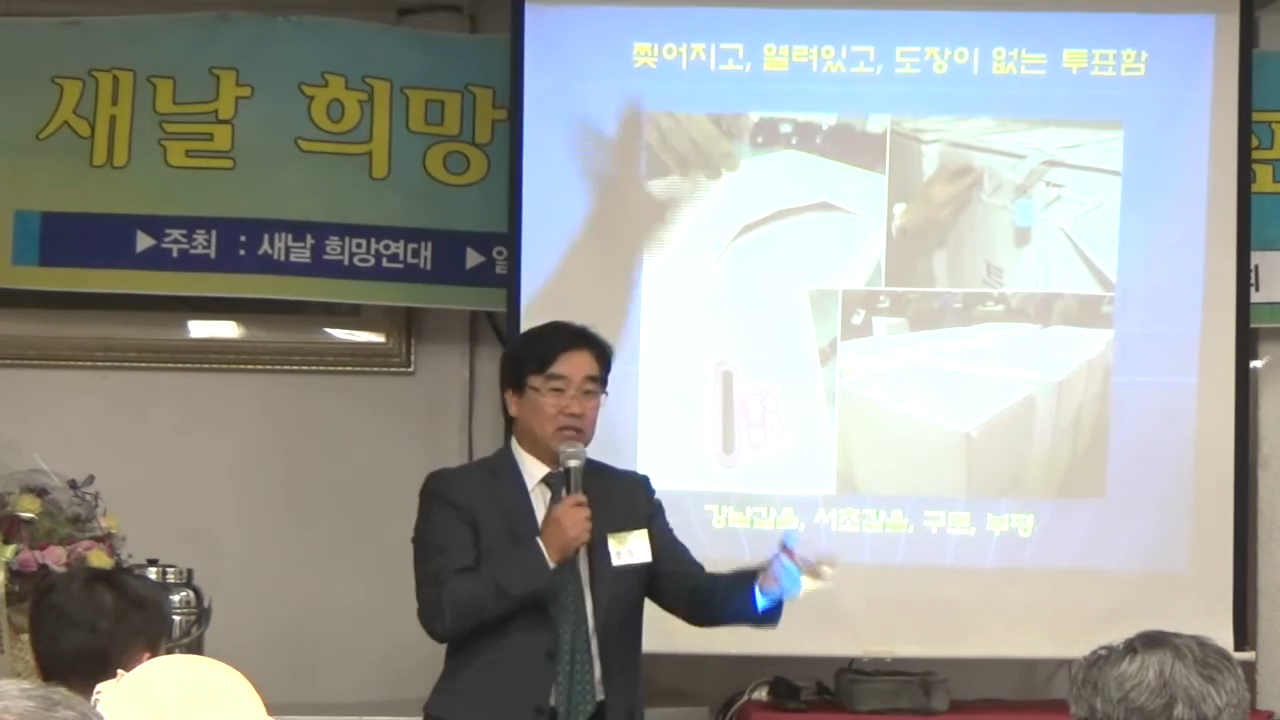 찢어지고, 열려있고, 도장이 없는 투표함
새날 희망
▶주최 : 새날 희망연대 ▶
강남갑을, 서초갑을, 구로, 부평